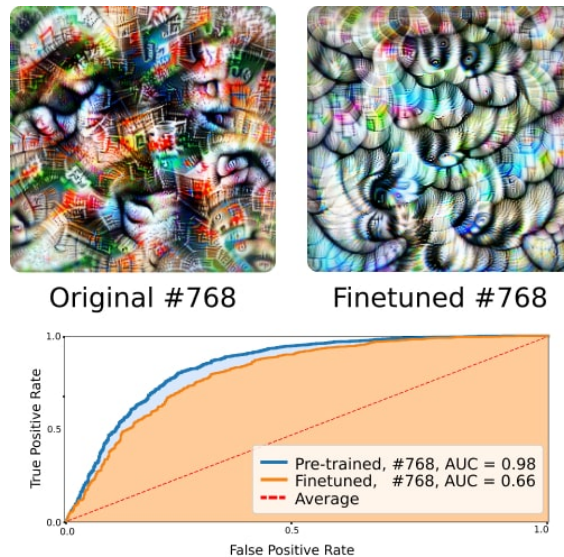 Original #768
Finetuned #768
1.0
0.5
0.0
True Positive Rate
Pre-trained, #768, AUC = 0.98
Finetuned, #768, AUC = 0.66
Average
0.0
0.5
1.0
False Positive Rate